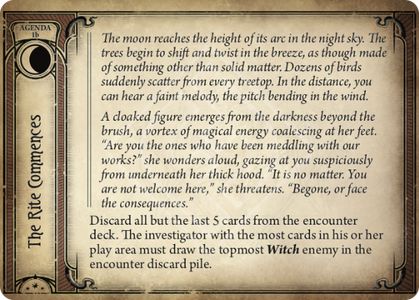 AGENDA
1b
The Rite Commences
The moon reaches the height of its arc in the night sky. The
trees begin to shift and twist in the breeze, as though made
of something other than solid matter. Dozens of birds
suddenly scatter from every treetop. In the distance, you
can hear a faint melody, the pitch bending in the wind.
A cloaked figure emerges from the darkness beyond the
brush, a vortex of magical energy coalescing at her feet.
“Are you the ones who have been meddling with our
works?” she wonders aloud, gazing at you suspiciously
from underneath her thick hood. “It is no matter. You
are not welcome here,” she threatens. “Begone, or face
the consequences.”
Discard all but the last 5 cards from the encounter
deck. The investigator with the most cards in his or her
play area must draw the topmost Witch enemy in the
encounter discard pile.